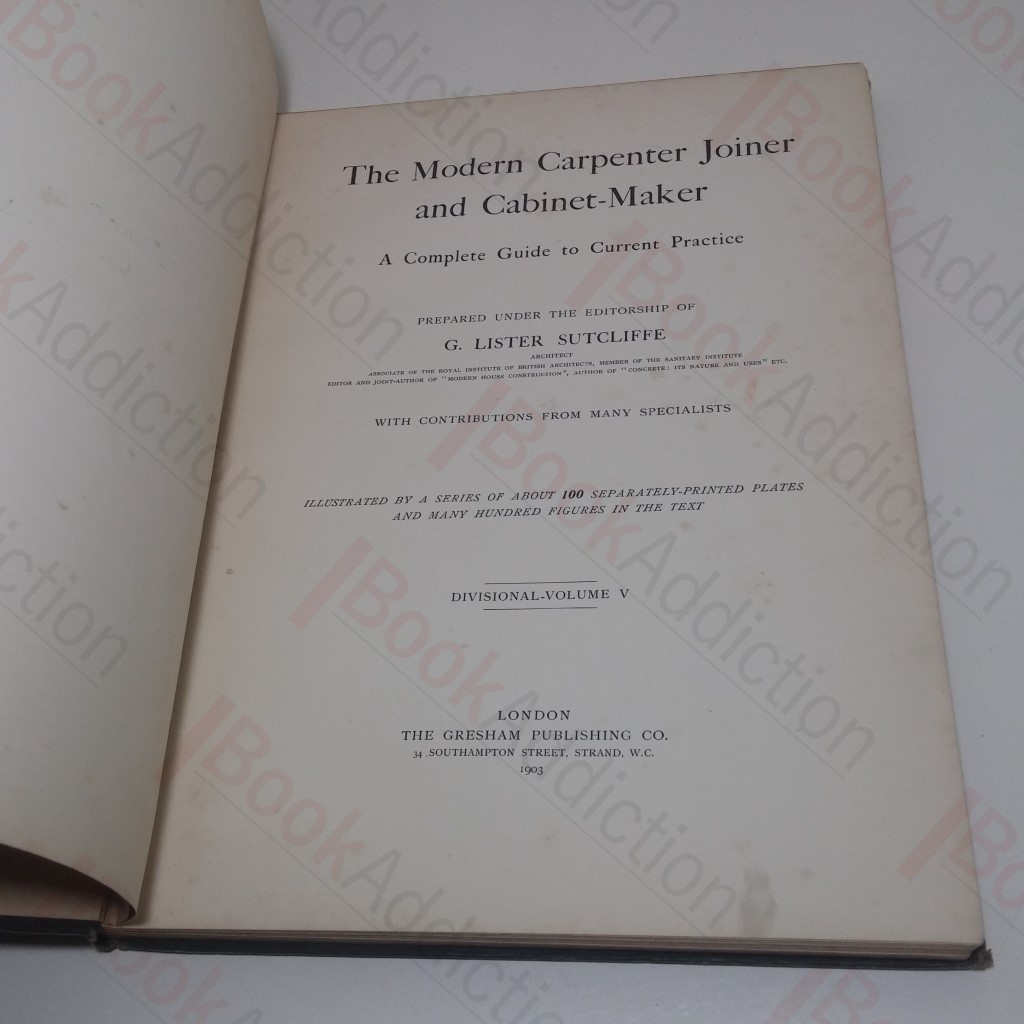 The Modern Carpenter Joiner
and Cabinet-Maker
A Complete Guide to Current Practice
PREPARED UNDER THE EDITORSHIP OF
G. LISTER SUTCLIFFE
ARCHITECT
ASSOCIATE OF THE ROYAL INSTITUTE OF BRITISH ARCHITECTS, MEMBER OF THE SANITARY INSTITUTE
EDITOR AND JOINT-AUTHOR OF "MODERN HOUSE CONSTRUCTION", AUTHOR OF "CONCRETE: ITS NATURE AND USES" ETC.
WITH CONTRIBUTIONS FROM MANY SPECIALISTS
ILLUSTRATED BY A SERIES OF ABOUT 100 SEPARATELY-PRINTED PLATES
AND MANY HUNDRED FIGURES IN THE TEXT
DIVISIONAL-VOLUME V
LONDON
THE GRESHAM PUBLISHING CO.
34 SOUTHAMPTON STREET, STRAND, W.C.
1903
BookAddiction